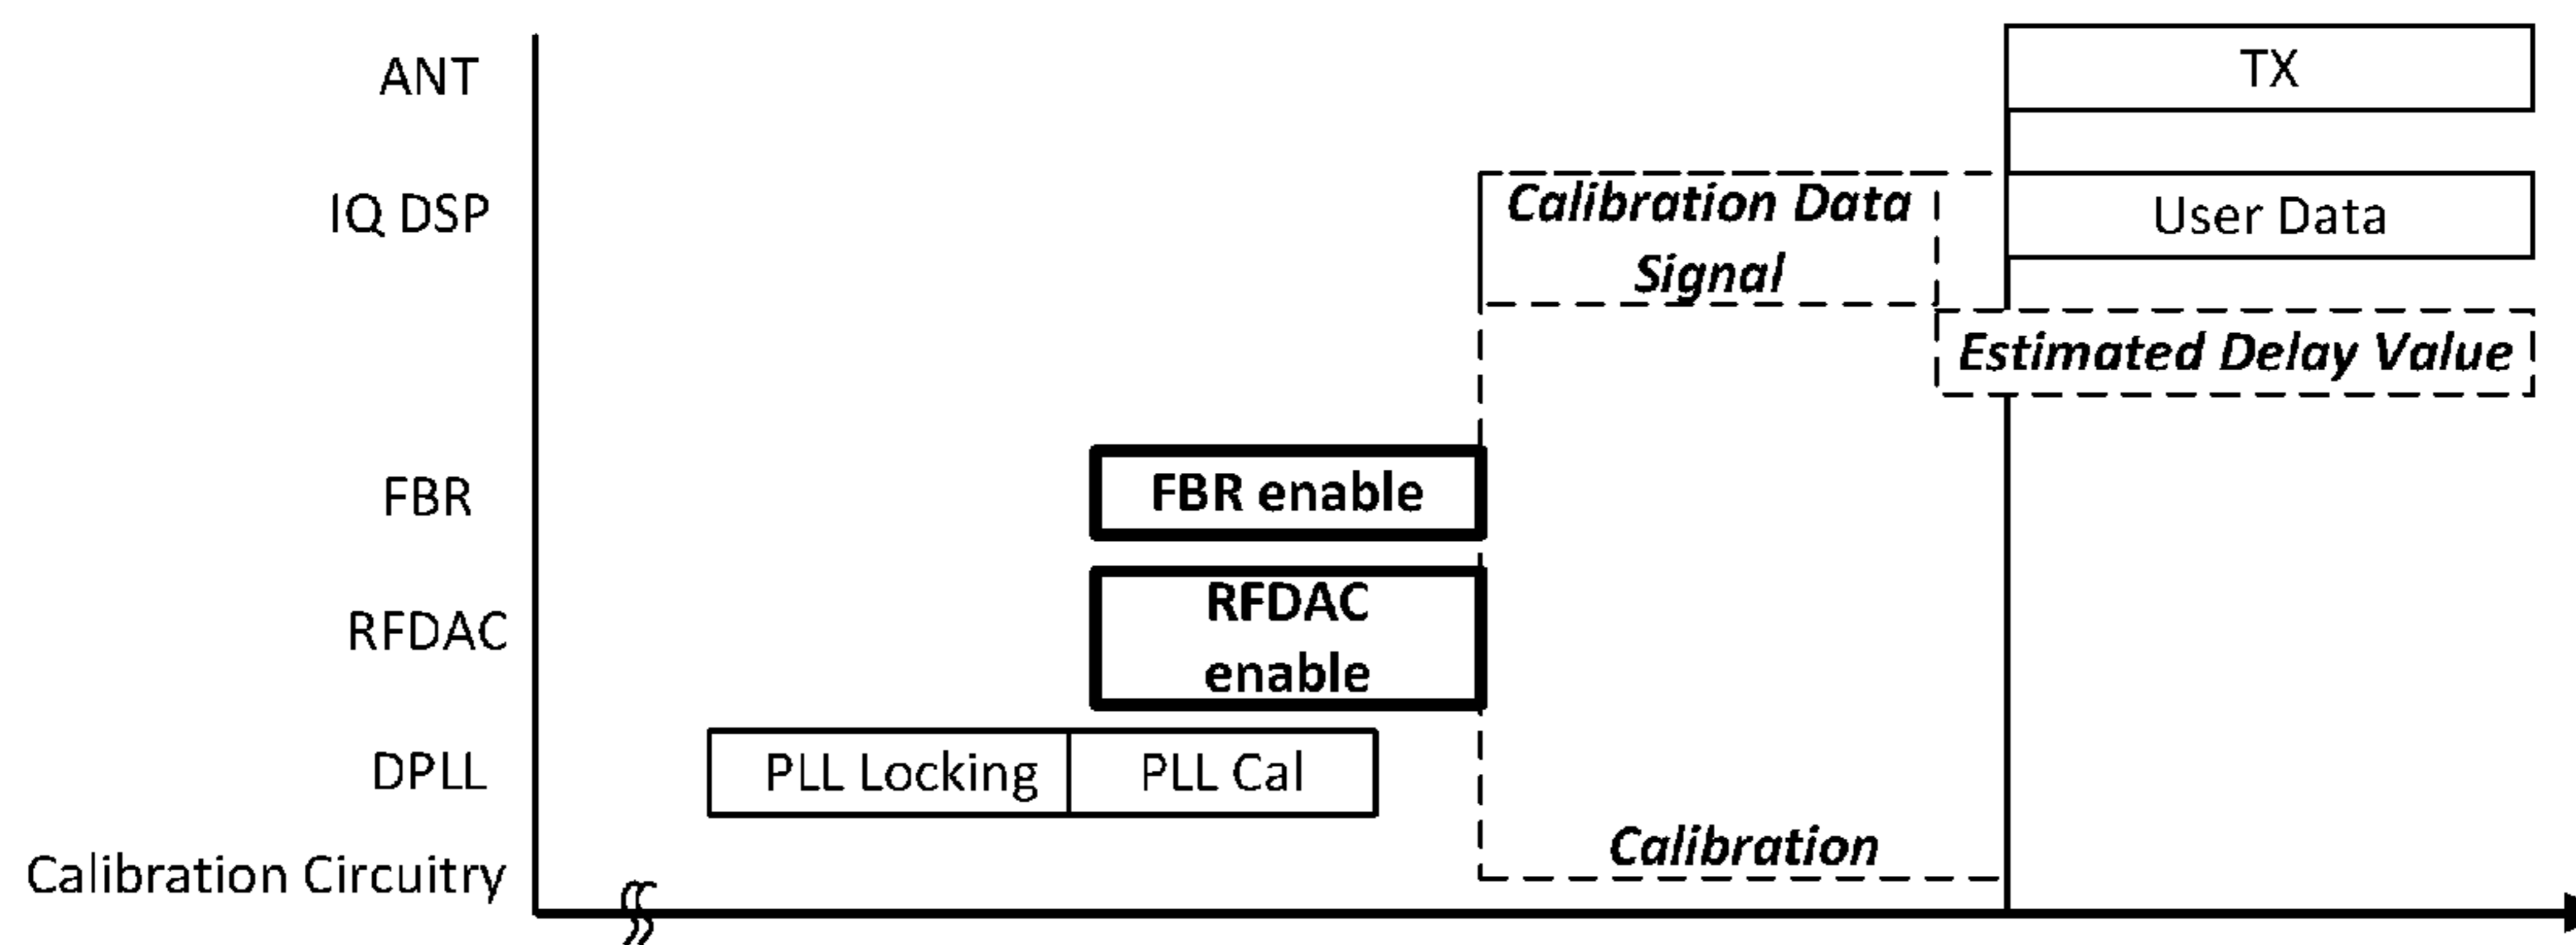 ANT
TX
IQ DSP
Calibration Data
Signal
User Data
Estimated Delay Value
FBR
FBR enable
RFDAC
RFDAC
enable
DPLL
PLL Locking
PLL Cal
Calibration Circuitry
Calibration